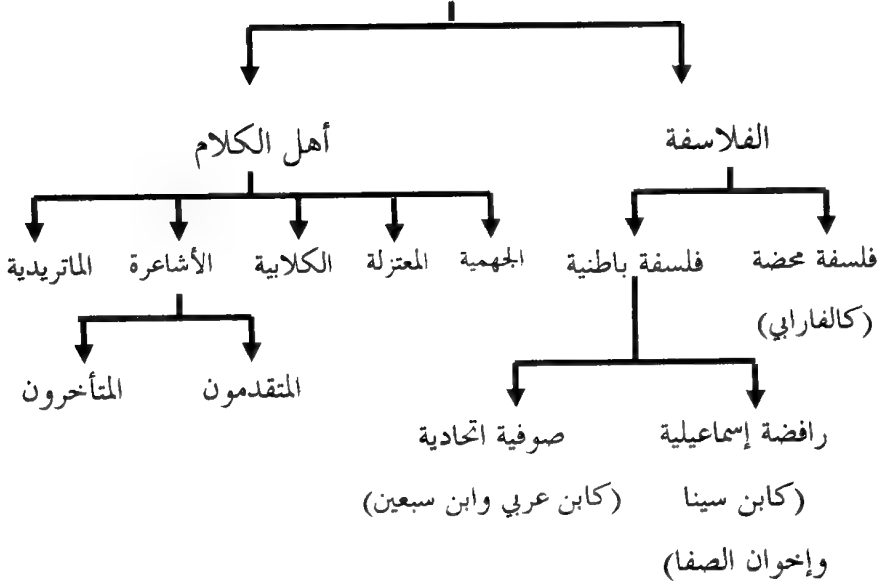 الفلاسفة
أهل الكلام
فلسفة محضة
(كالفارابي)
فلسفة باطنية
الجهمية
المعتزلة
الكلابية
الأشاعرة
الماتريدية
رافضة إسماعيلية
(كابن سينا
وإخوان الصفا)
صوفية اتحادية
(كابن عربي وابن سبعين)
المتقدمون
المتأخرون